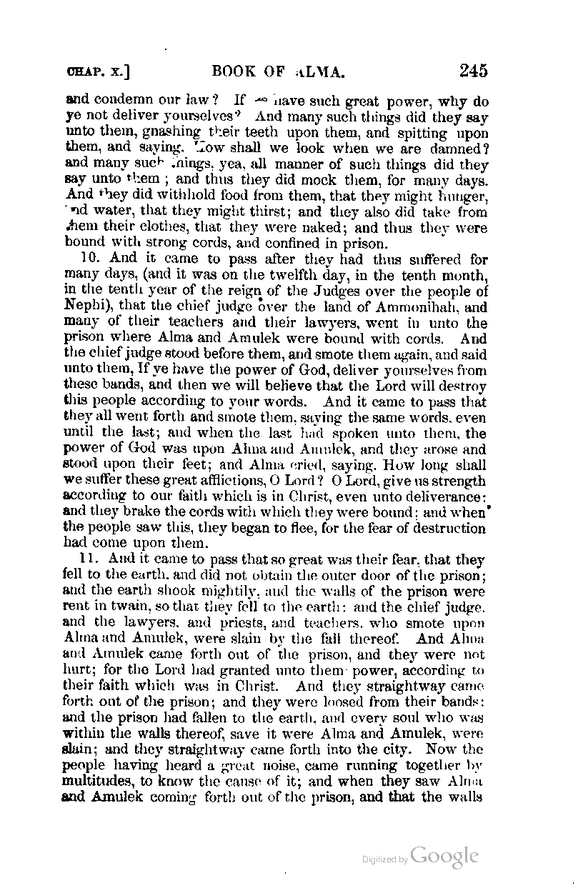 CHAP. X.] BOOK OF ALMA. 245
and condemn our law? If have such great power, why do
ye not deliver yourselves? And many such things did they say
unto them, gnashing their teeth upon them, and spitting upon
them, and saying. How shall we look when we are damned?
and many such things, yea, all manner of such things did they
say unto them; and thus they did mock them, for many days.
And they did withhold food from them, that they might hunger,
and water, that they might thirst; and they also did take from
them their clothes, that they were naked; and thus they were
bound with strong cords, and confined in prison.
10. And it came to pass after they had thus suffered for
many days, (and it was on the twelfth day, in the tenth month,
in the tenth year of the reign of the Judges over the people of
Nephi), that the chief judge over the land of Ammonihah, and
many of their teachers and their lawyers, went in unto the
prison where Alma and Amulek were bound with cords. And
the chief judge stood before them, and smote them again, and said
unto them, If ye have the power of God, deliver yourselves from
these bands, and then we will believe that the Lord will destroy
this people according to your words. And it came to pass that
they all went forth and smote them, saying the same words, even
until the last; and when the last had spoken unto them, the
power of God was upon Alma and Amulek, and they arose and
stood upon their feet; and Alma cried, saying. How long shall
we suffer these great afflictions, O Lord? O Lord, give us strength
according to our faith which is in Christ, even unto deliverance;
and they brake the cords with which they were bound; and when
the people saw this, they began to flee, for the fear of destruction
had come upon them.
11. And it came to pass that so great was their fear, that they
fell to the earth, and did not obtain the outer door of the prison;
and the earth shook mightily, and the walls of the prison were
rent in twain, so that they fell to the earth; and the chief judge,
and the lawyers, and priests, and teachers, who smote upon
Alma and Amulek, were slain by the fall thereof. And Alma
and Amulek came forth out of the prison, and they were not
hurt; for the Lord had granted unto them power, according to
their faith which was in Christ. And they straightway came
forth out of the prison; and they were loosed from their bands;
and the prison had fallen to the earth, and every soul who was
within the walls thereof, save it were Alma and Amulek, were
slain; and they straightway came forth into the city. Now the
people having heard a great noise, came running together by
multitudes, to know the cause of it; and when they saw Alma
and Amulek coming forth out of the prison, and that the walls
Digitized by Google